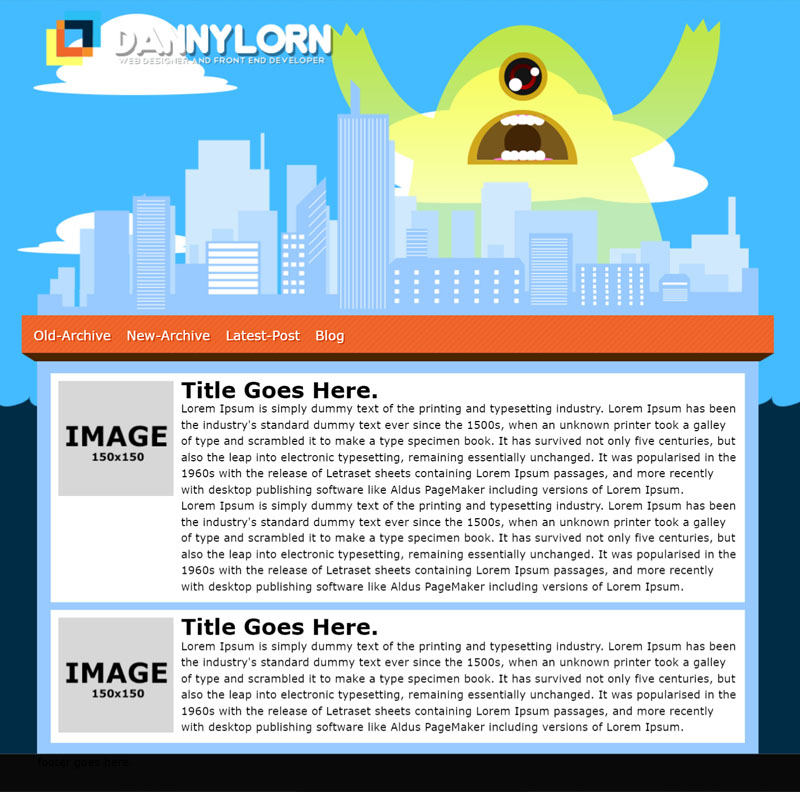 DANNYLORN
WEB DESIGNER AND FRONT END DEVELOPER
Old-Archive New-Archive Latest-Post Blog
IMAGE
150x150
Title Goes Here.
Lorem Ipsum is simply dummy text of the printing and typesetting industry. Lorem Ipsum has been
the industry's standard dummy text ever since the 1500s, when an unknown printer took a galley
of type and scrambled it to make a type specimen book. It has survived not only five centuries, but
also the leap into electronic typesetting, remaining essentially unchanged. It was popularised in the
1960s with the release of Letraset sheets containing Lorem Ipsum passages, and more recently
with desktop publishing software like Aldus PageMaker including versions of Lorem Ipsum.
Lorem Ipsum is simply dummy text of the printing and typesetting industry. Lorem Ipsum has been
the industry's standard dummy text ever since the 1500s, when an unknown printer took a galley
of type and scrambled it to make a type specimen book. It has survived not only five centuries, but
also the leap into electronic typesetting, remaining essentially unchanged. It was popularised in the
1960s with the release of Letraset sheets containing Lorem Ipsum passages, and more recently
with desktop publishing software like Aldus PageMaker including versions of Lorem Ipsum.
IMAGE
150x150
Title Goes Here.
Lorem Ipsum is simply dummy text of the printing and typesetting industry. Lorem Ipsum has been
the industry's standard dummy text ever since the 1500s, when an unknown printer took a galley
of type and scrambled it to make a type specimen book. It has survived not only five centuries, but
also the leap into electronic typesetting, remaining essentially unchanged. It was popularised in the
1960s with the release of Letraset sheets containing Lorem Ipsum passages, and more recently
with desktop publishing software like Aldus PageMaker including versions of Lorem Ipsum.
footer goes here.